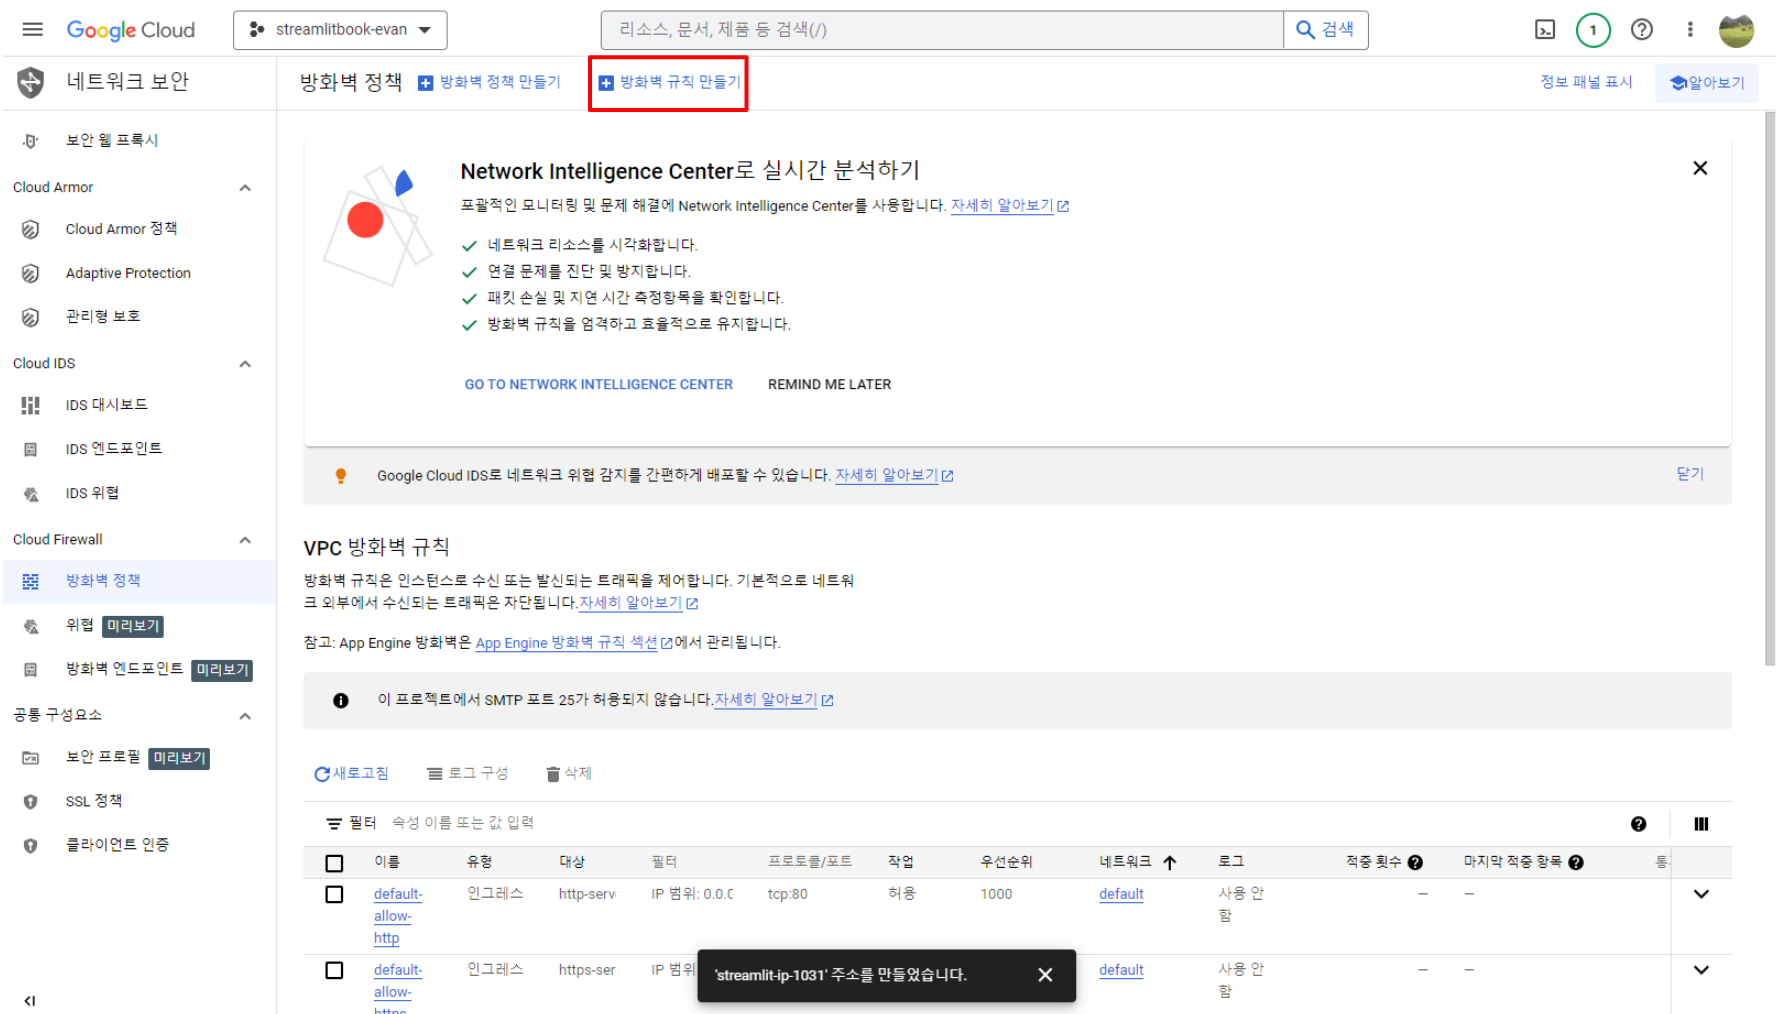 Google Cloud
streamlitbook-evan
리소스, 문서, 제품 등 검색(/)
검색
1
네트워크 보안
방화벽 정책
방화벽 정책 만들기
방화벽 규칙 만들기
정보 패널 표시
알아보기
보안 웹 프록시
Cloud Armor
Cloud Armor 정책
Adaptive Protection
관리형 보호
Cloud IDS
IDS 대시보드
IDS 엔드포인트
IDS 위협
Cloud Firewall
방화벽 정책
위협 미리보기
방화벽 엔드포인트 미리보기
공통 구성요소
보안 프로필 미리보기
SSL 정책
클라이언트 인증
Network Intelligence Center로 실시간 분석하기
포괄적인 모니터링 및 문제 해결에 Network Intelligence Center를 사용합니다. 자세히 알아보기
네트워크 리소스를 시각화합니다.
연결 문제를 진단 및 방지합니다.
패킷 손실 및 지연 시간 측정항목을 확인합니다.
방화벽 규칙을 엄격하고 효율적으로 유지합니다.
GO TO NETWORK INTELLIGENCE CENTER REMIND ME LATER
Google Cloud IDS로 네트워크 위협 감지를 간편하게 배포할 수 있습니다. 자세히 알아보기
닫기
VPC 방화벽 규칙
방화벽 규칙은 인스턴스로 수신 또는 발신되는 트래픽을 제어합니다. 기본적으로 네트워
크 외부에서 수신되는 트래픽은 차단됩니다.자세히 알아보기
참고: App Engine 방화벽은 App Engine 방화벽 규칙 섹션에서 관리됩니다.
이 프로젝트에서 SMTP 포트 25가 허용되지 않습니다.자세히 알아보기
새로고침 로그 구성 삭제
필터 속성 이름 또는 값 입력
이름 유형 대상 필터 프로토콜/포트 작업 우선순위 네트워크 로그 적중 횟수 마지막 적중 항목
default- 인그레스 http-serv IP 범위: 0.0.0 tcp:80 허용 1000 default 사용 안 – –
allow- 함
http
default- 인그레스 https-ser IP 범위 default 사용 안 – –
allow- 함
https
'streamlit-ip-1031' 주소를 만들었습니다.